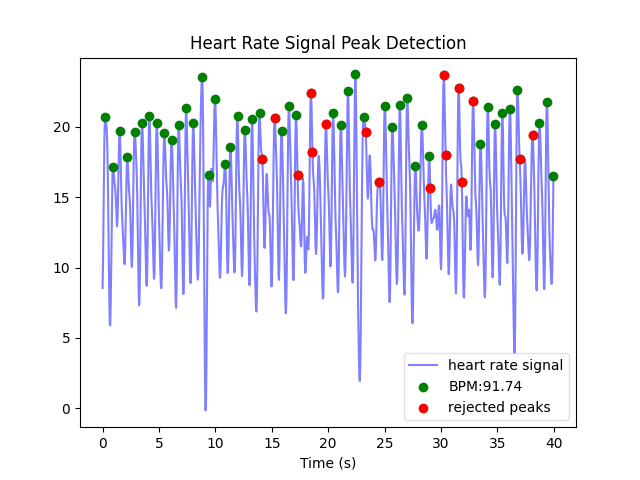 Heart Rate Signal Peak Detection
20
15
10
5
0
heart rate signal
BPM:91.74
rejected peaks
0 5 10 15 20 25 30 35 40
Time (s)